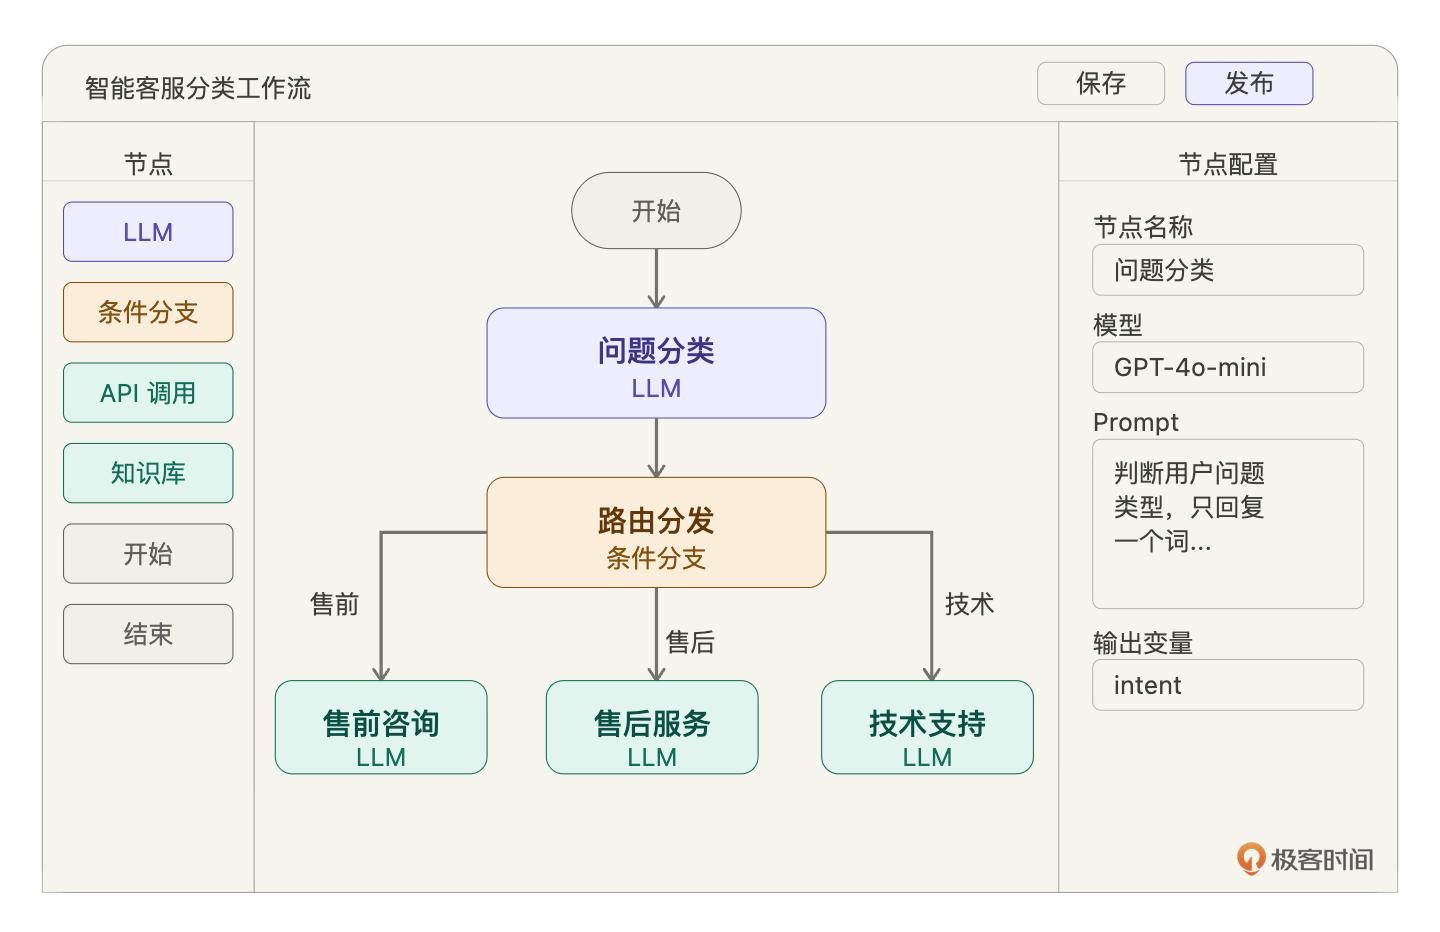 智能客服分类工作流
保存
发布
节点
LLM
条件分支
API 调用
知识库
开始
结束
开始
问题分类
LLM
路由分发
条件分支
售前
售后
技术
售前咨询
LLM
售后服务
LLM
技术支持
LLM
节点配置
节点名称
问题分类
模型
GPT-4o-mini
Prompt
判断用户问题
类型，只回复
一个词...
输出变量
intent
极客时间